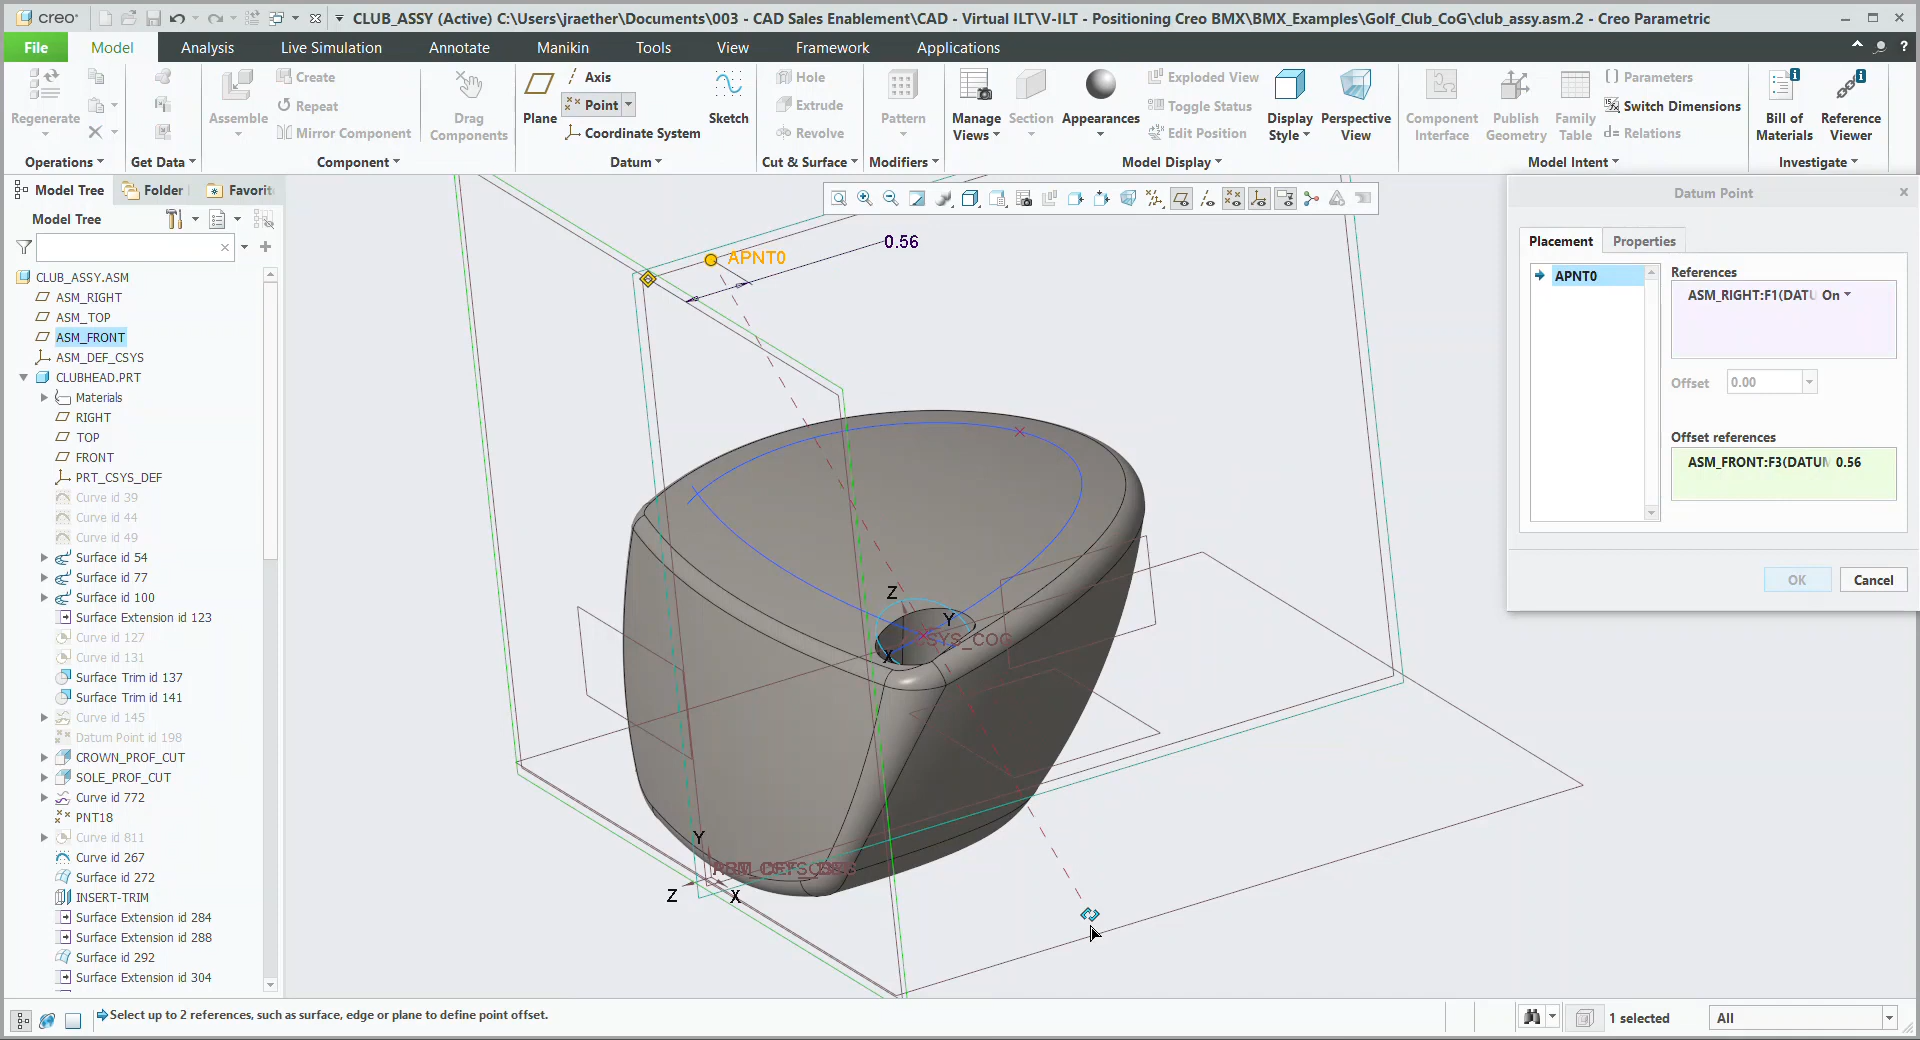 creo
CLUB_ASSY (Active) C:\Users\jraether\Documents\003 - CAD Sales Enablement\CAD - Virtual ILT\V-ILT - Positioning Creo BMX\BMX_Examples\Golf_Club_CoG\club_assy.asm.2 - Creo Parametric
File
Model
Analysis
Live Simulation
Annotate
Manikin
Tools
View
Framework
Applications
Regenerate
Operations
Get Data
Assemble
Create
Repeat
Mirror Component
Drag
Components
Component
Plane
Axis
Point
Coordinate System
Sketch
Datum
Hole
Extrude
Revolve
Cut & Surface
Pattern
Modifiers
Manage
Views
Section
Appearances
Exploded View
Toggle Status
Edit Position
Display
Style
Perspective
View
Model Display
Component
Interface
Publish
Geometry
Family
Table
Parameters
Switch Dimensions
Relations
Model Intent
Bill of
Materials
Reference
Viewer
Investigate
Model Tree
Folder
Favorit
Model Tree
CLUB_ASSY.ASM
ASM_RIGHT
ASM_TOP
ASM_FRONT
ASM_DEF_CSYS
CLUBHEAD.PRT
Materials
RIGHT
TOP
FRONT
PRT_CSYS_DEF
Curve id 39
Curve id 44
Curve id 49
Surface id 54
Surface id 77
Surface id 100
Surface Extension id 123
Curve id 127
Curve id 131
Surface Trim id 137
Surface Trim id 141
Curve id 145
Datum Point id 198
CROWN_PROF_CUT
SOLE_PROF_CUT
Curve id 772
PNT18
Curve id 811
Curve id 267
Surface id 272
INSERT-TRIM
Surface Extension id 284
Surface Extension id 288
Surface id 292
Surface Extension id 304
APNT0
0.56
Z
Y
X
SYS_COG
Y
Z
X
Datum Point
Placement
Properties
APNT0
References
ASM_RIGHT:F1(DATU On
Offset 0.00
Offset references
ASM_FRONT:F3(DATUM 0.56
OK
Cancel
Select up to 2 references, such as surface, edge or plane to define point offset.
1 selected
All